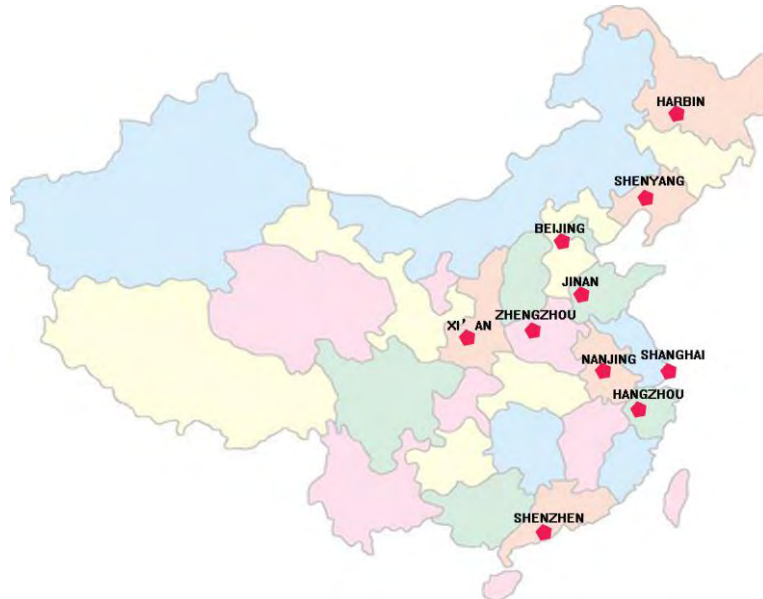 HARBIN
SHENYANG
BEIJING
JINAN
ZHENGZHOU
XI' AN
NANJING
SHANGHAI
HANGZHOU
SHENZHEN